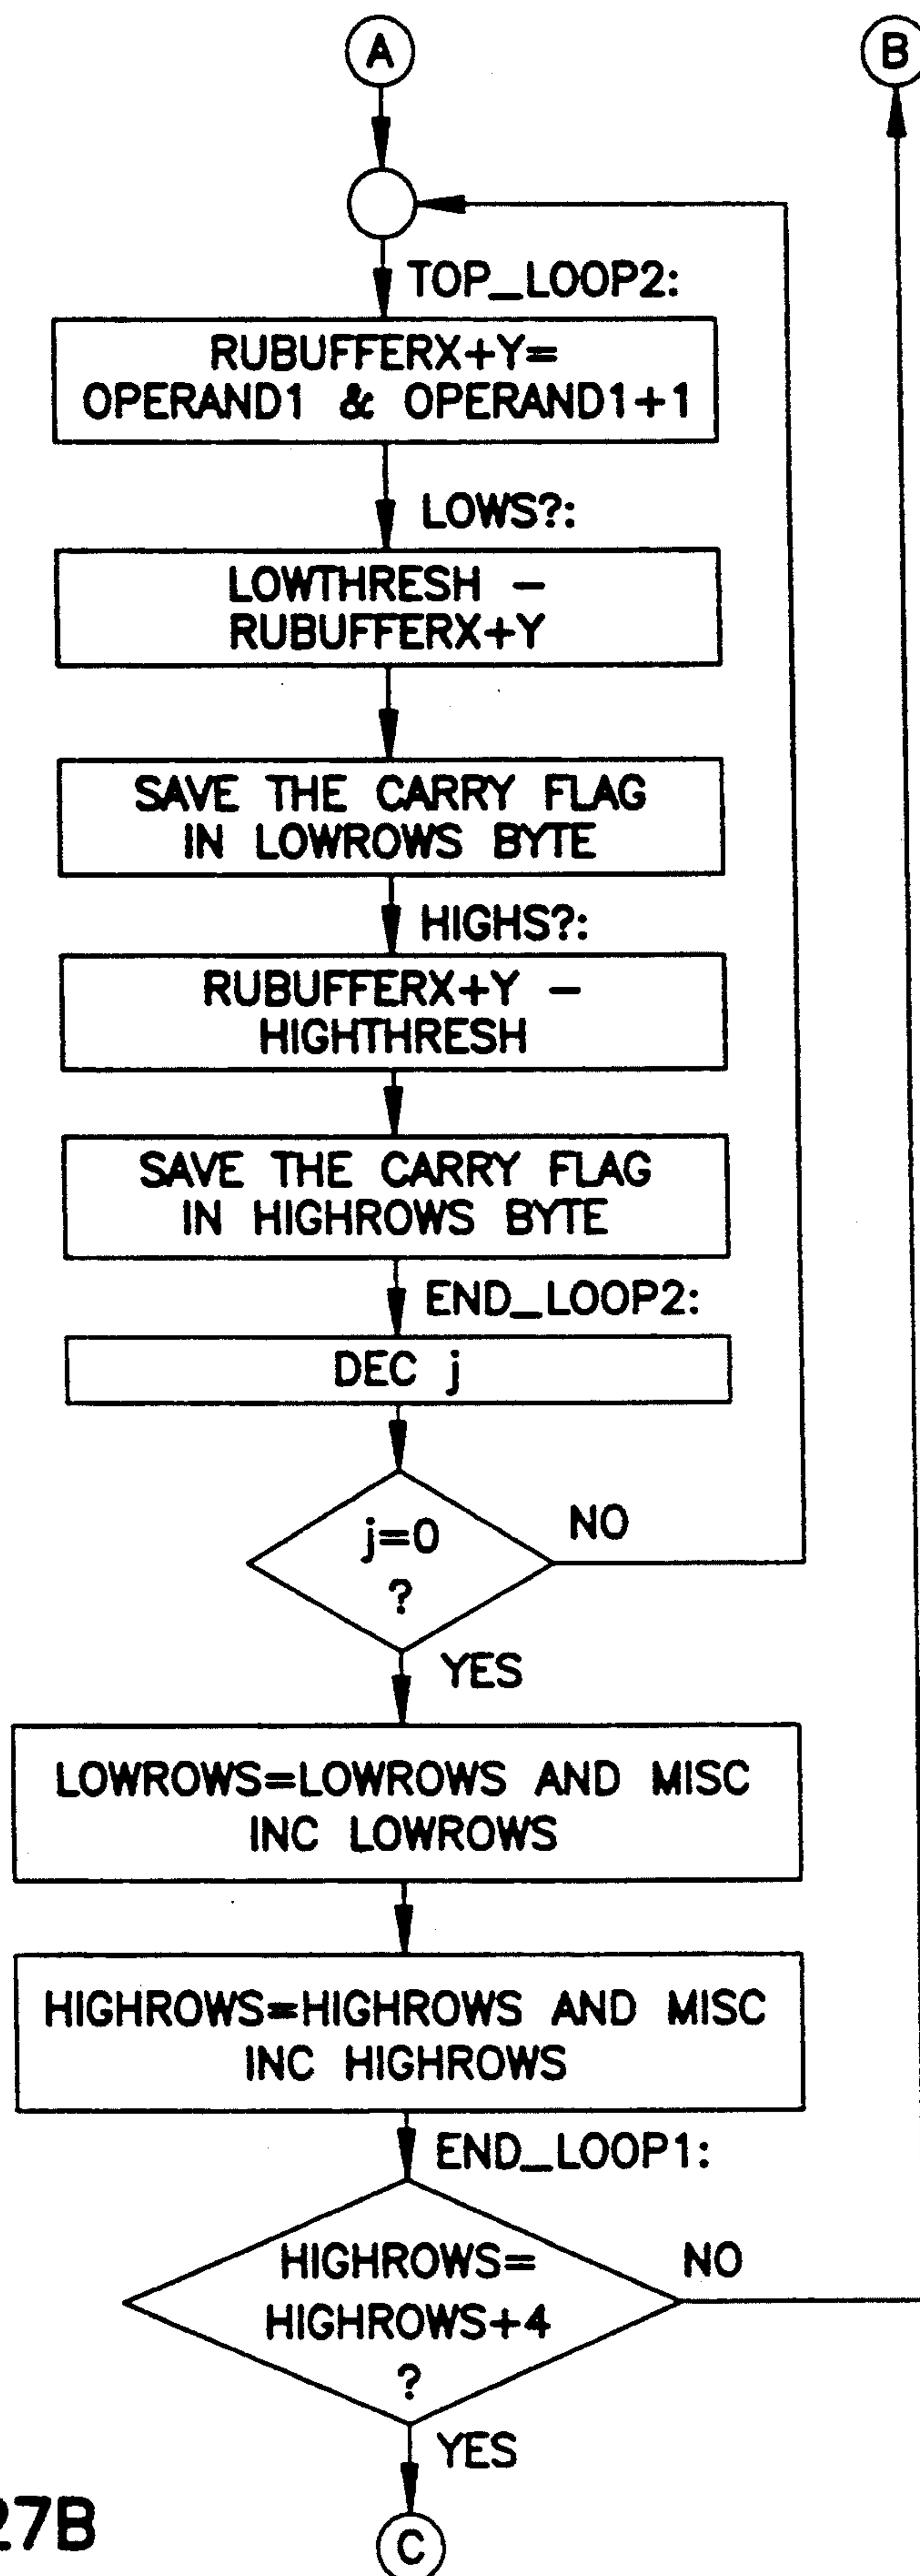 A
B
TOP_LOOP2:
RUBUFFERX+Y=
OPERAND1 & OPERAND1+1
LOWS?:
LOWTHRESH -
RUBUFFERX+Y
SAVE THE CARRY FLAG
IN LOWROWS BYTE
HIGHS?:
RUBUFFERX+Y -
HIGHTHRESH
SAVE THE CARRY FLAG
IN HIGHROWS BYTE
END_LOOP2:
DEC j
j=0
?
NO
YES
LOWROWS=LOWROWS AND MISC
INC LOWROWS
HIGHROWS=HIGHROWS AND MISC
INC HIGHROWS
END_LOOP1:
HIGHROWS=
HIGHROWS+4
?
NO
YES
C
27B